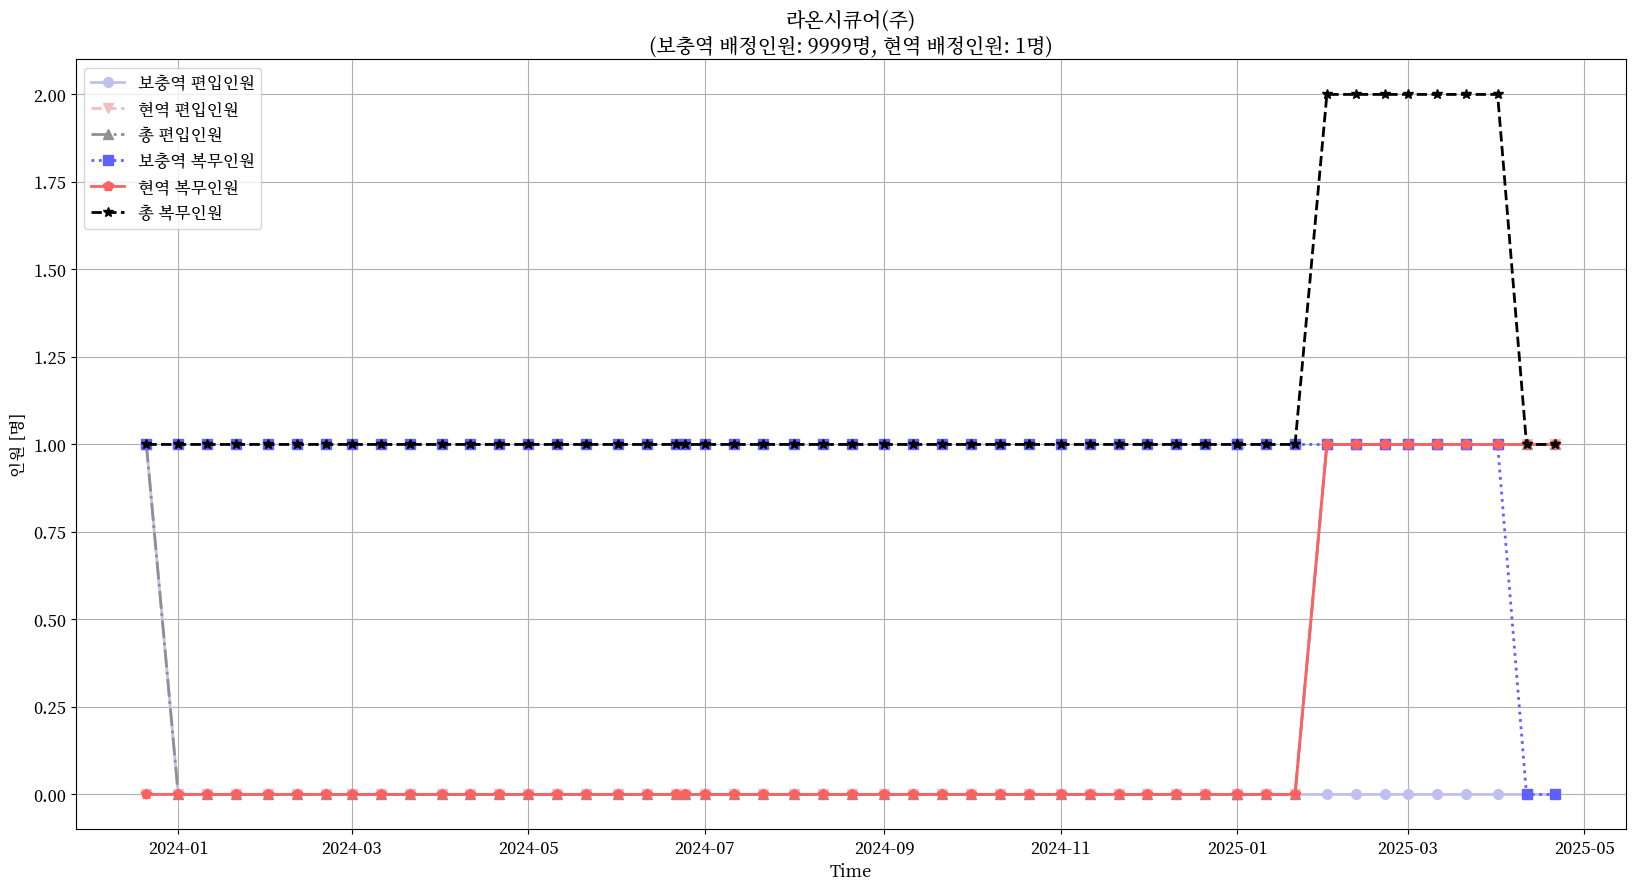 라온시큐어(주)
(보충역 배정인원: 9999명, 현역 배정인원: 1명)
보충역 편입인원
현역 편입인원
총 편입인원
보충역 복무인원
현역 복무인원
총 복무인원
2.00
1.75
1.50
1.25
1.00
0.75
0.50
0.25
0.00
인원 [명]
2024-01 2024-03 2024-05 2024-07 2024-09 2024-11 2025-01 2025-03 2025-05
Time